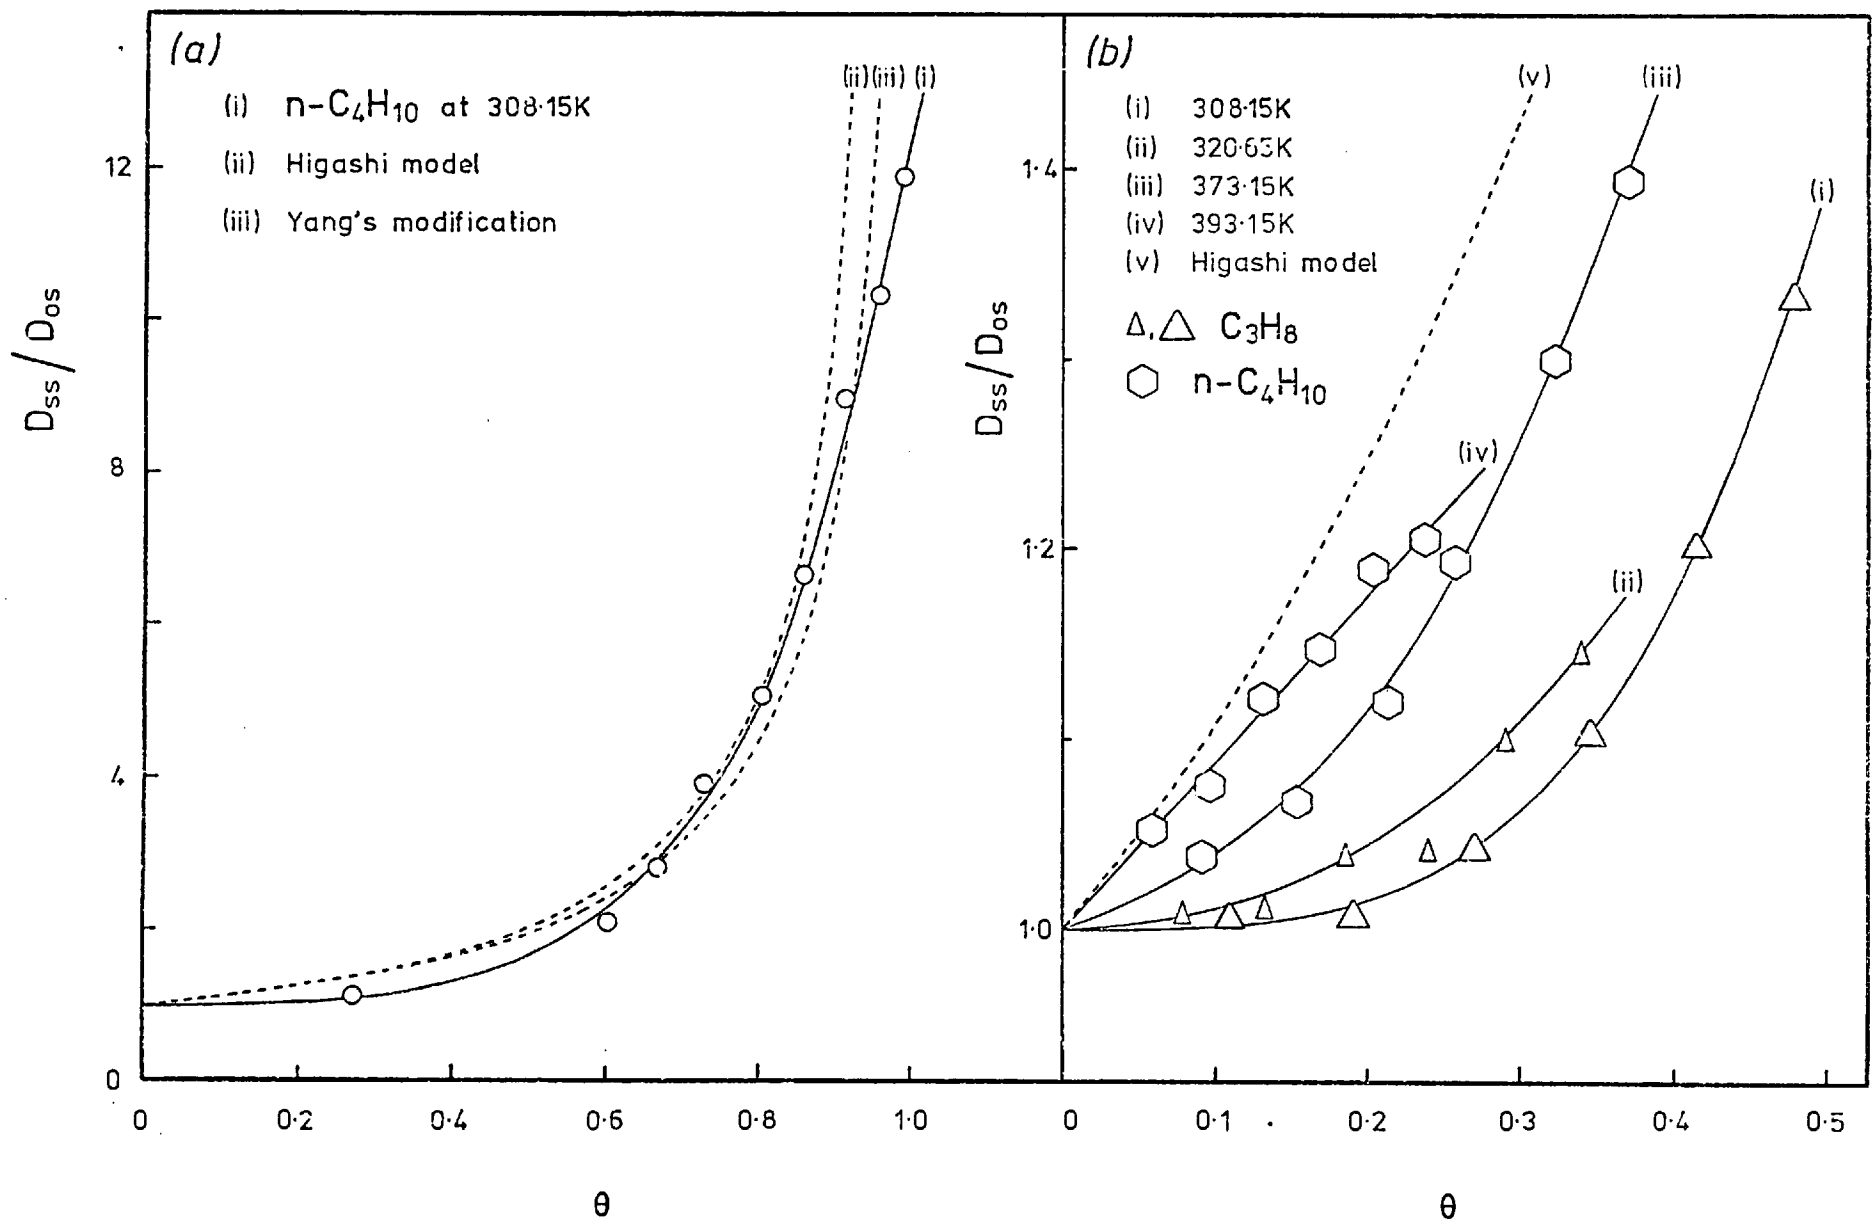 (a)
(i) n-C₄H₁₀ at 308·15K
(ii) Higashi model
(iii) Yang's modification
(ii) (iii) (i)
Dss / Dos
12
8
4
0
0 0·2 0·4 0·6 0·8 1·0
θ
(b)
(i) 308·15K
(ii) 320·65K
(iii) 373·15K
(iv) 393·15K
(v) Higashi model
, C₃H₈
n-C₄H₁₀
(v) (iii)
(i)
(iv)
(ii)
Dss / Dos
1·4
1·2
1·0
0 0·1 0·2 0·3 0·4 0·5
θ